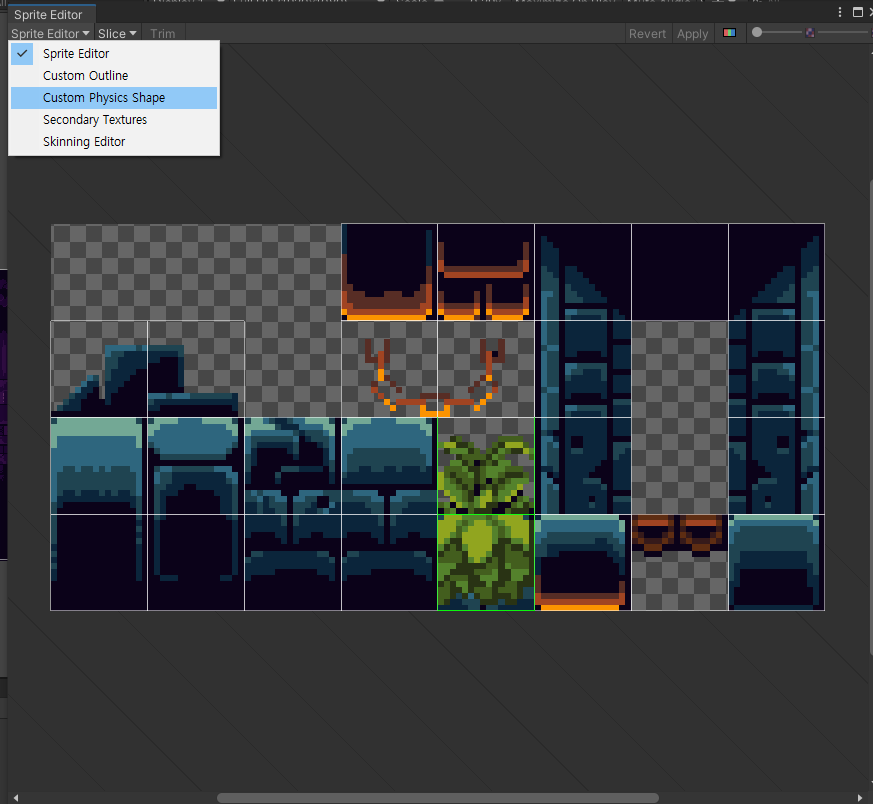 Sprite Editor
Sprite Editor Slice Trim Revert Apply
Sprite Editor
Custom Outline
Custom Physics Shape
Secondary Textures
Skinning Editor